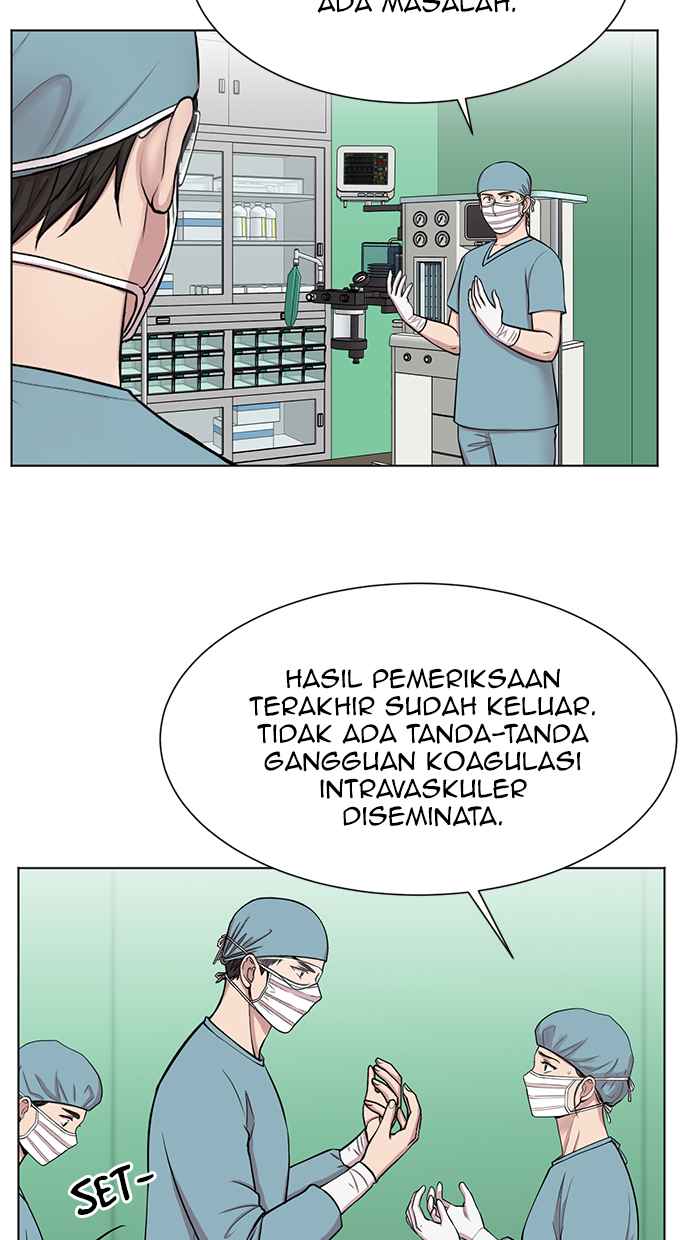 ADA MASALAH.
HASIL PEMERIKSAAN
TERAKHIR SUDAH KELUAR.
TIDAK ADA TANDA-TANDA
GANGGUAN KOAGULASI
INTRAVASKULER
DISEMINATA.
SET-